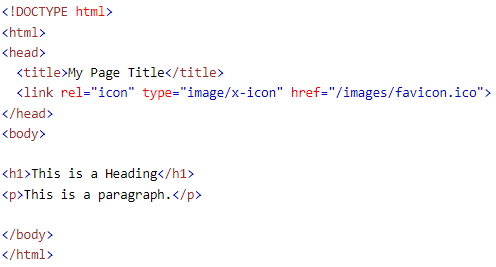 <!DOCTYPE html>
<html>
<head>
  <title>My Page Title</title>
  <link rel="icon" type="image/x-icon" href="/images/favicon.ico">
</head>
<body>

<h1>This is a Heading</h1>
<p>This is a paragraph.</p>

</body>
</html>